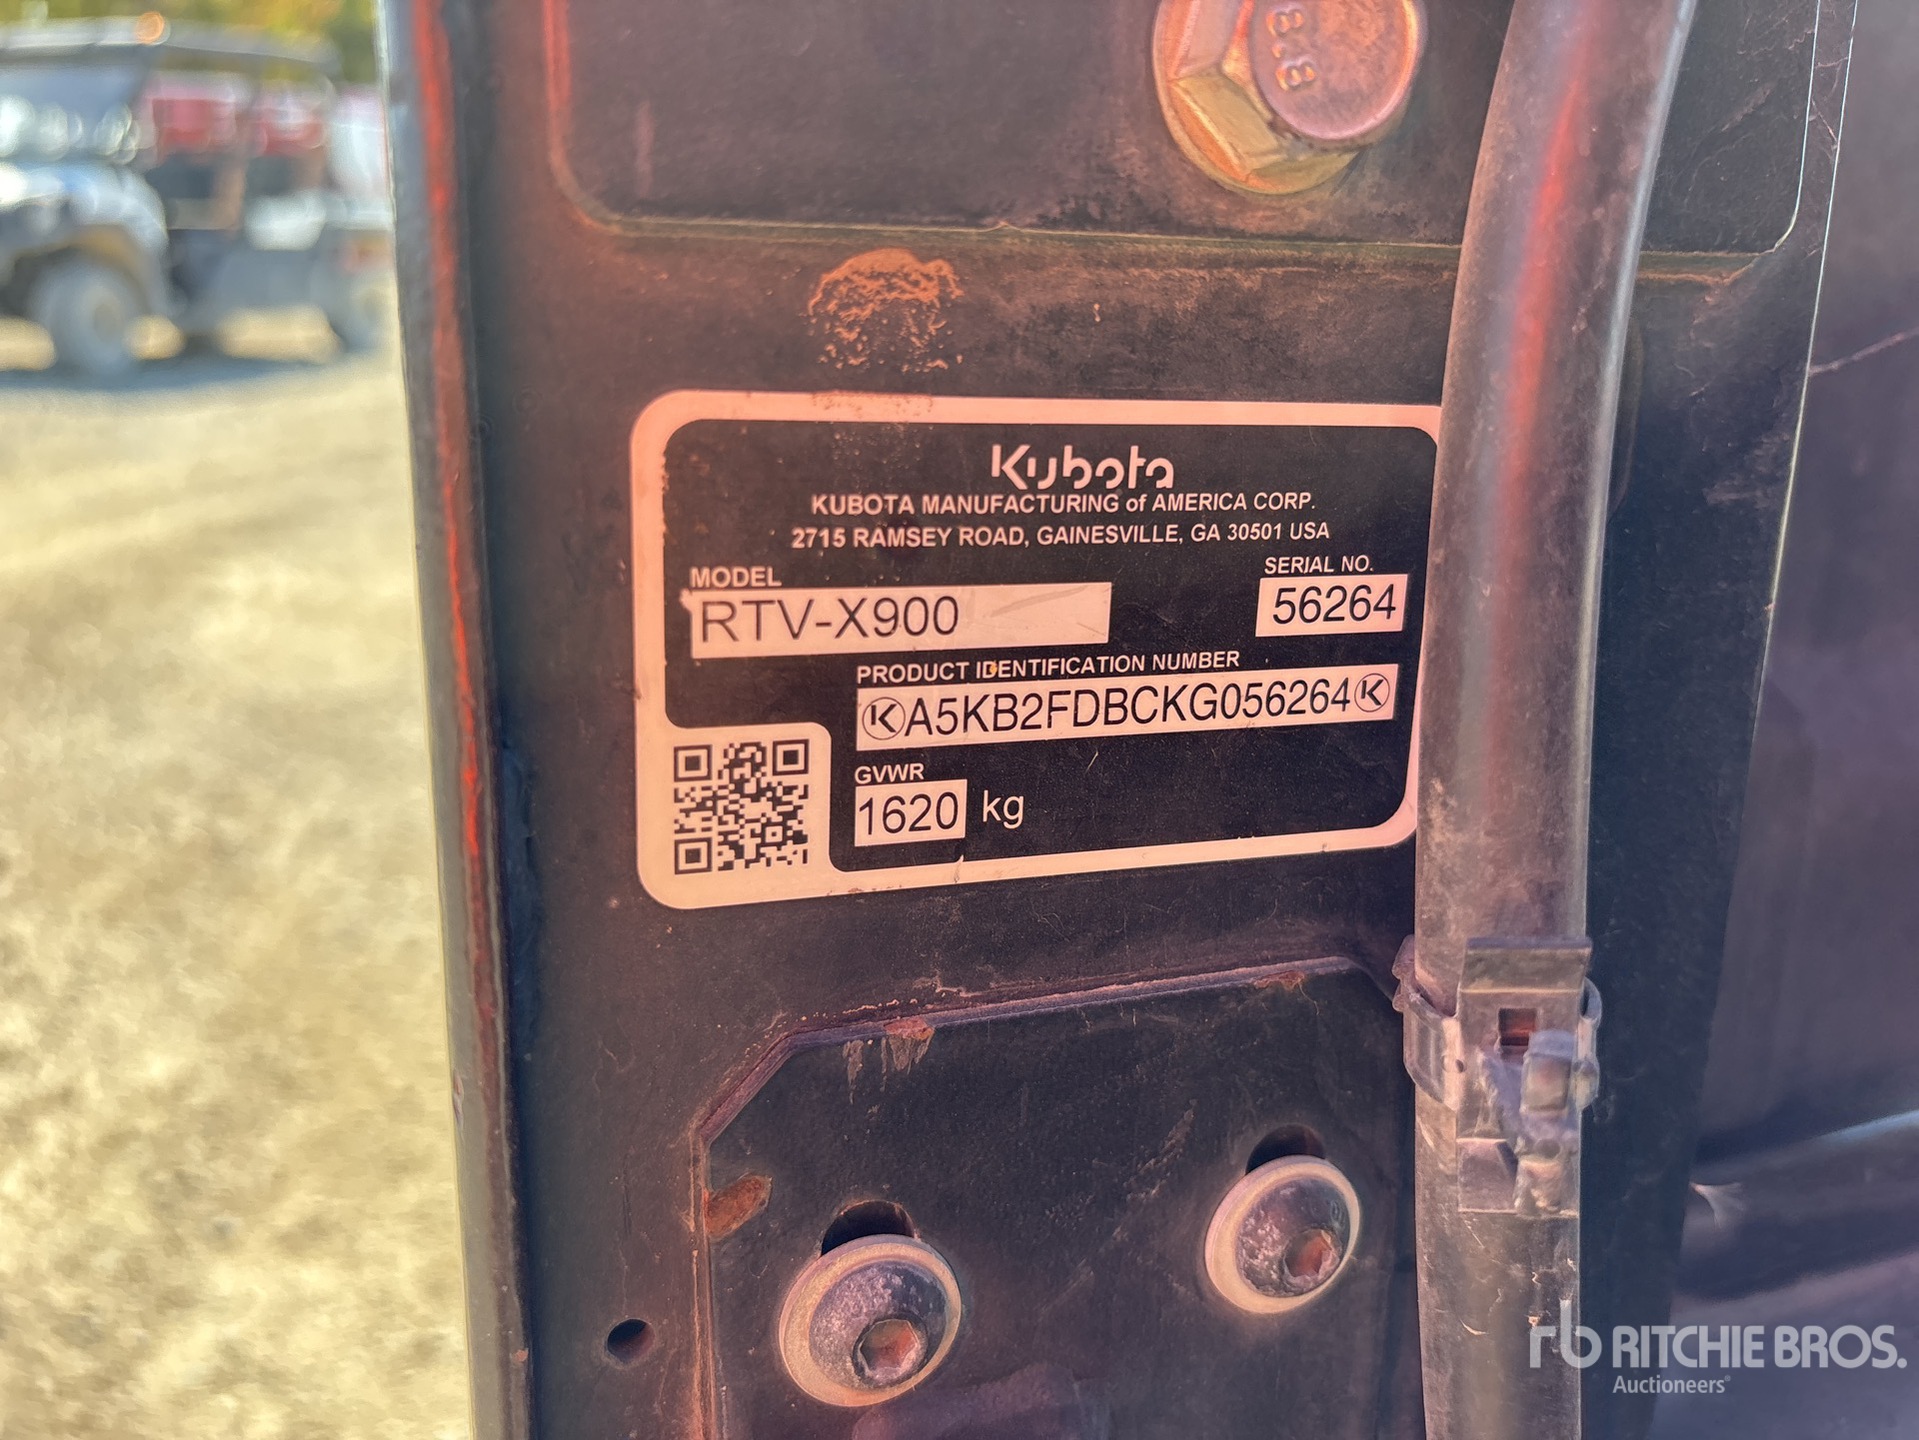 8.8
Kubota
KUBOTA MANUFACTURING of AMERICA CORP.
2715 RAMSEY ROAD, GAINESVILLE, GA 30501 USA
MODEL
RTV-X900
SERIAL NO.
56264
PRODUCT IDENTIFICATION NUMBER
A5KB2FDBCKG056264
GVWR
1620 kg
rb RITCHIE BROS.
Auctioneers®